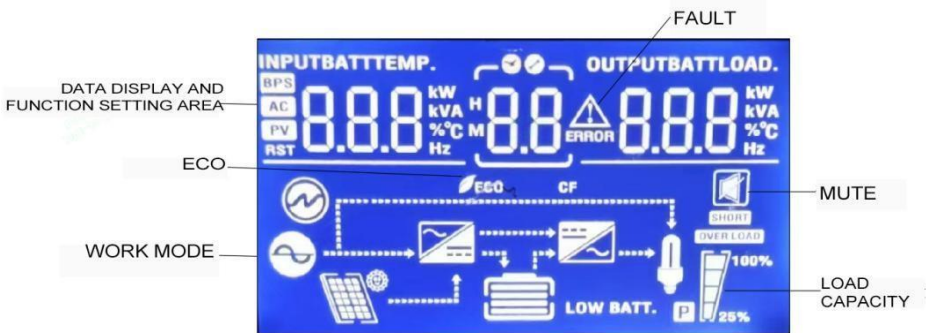 FAULT
INPUTBATTTEMP.
OUTPUTBATTLOAD.
DATA DISPLAY AND
FUNCTION SETTING AREA
BPS
AC
PV
RST
8.8.8
kW
kVA
%°C
Hz
H
M
8.8
ERROR
8.8.8
kW
kVA
%°C
Hz
ECO
ECO
CF
MUTE
SHORT
OVER LOAD
WORK MODE
100%
LOAD
CAPACITY
LOW BATT.
P
25%